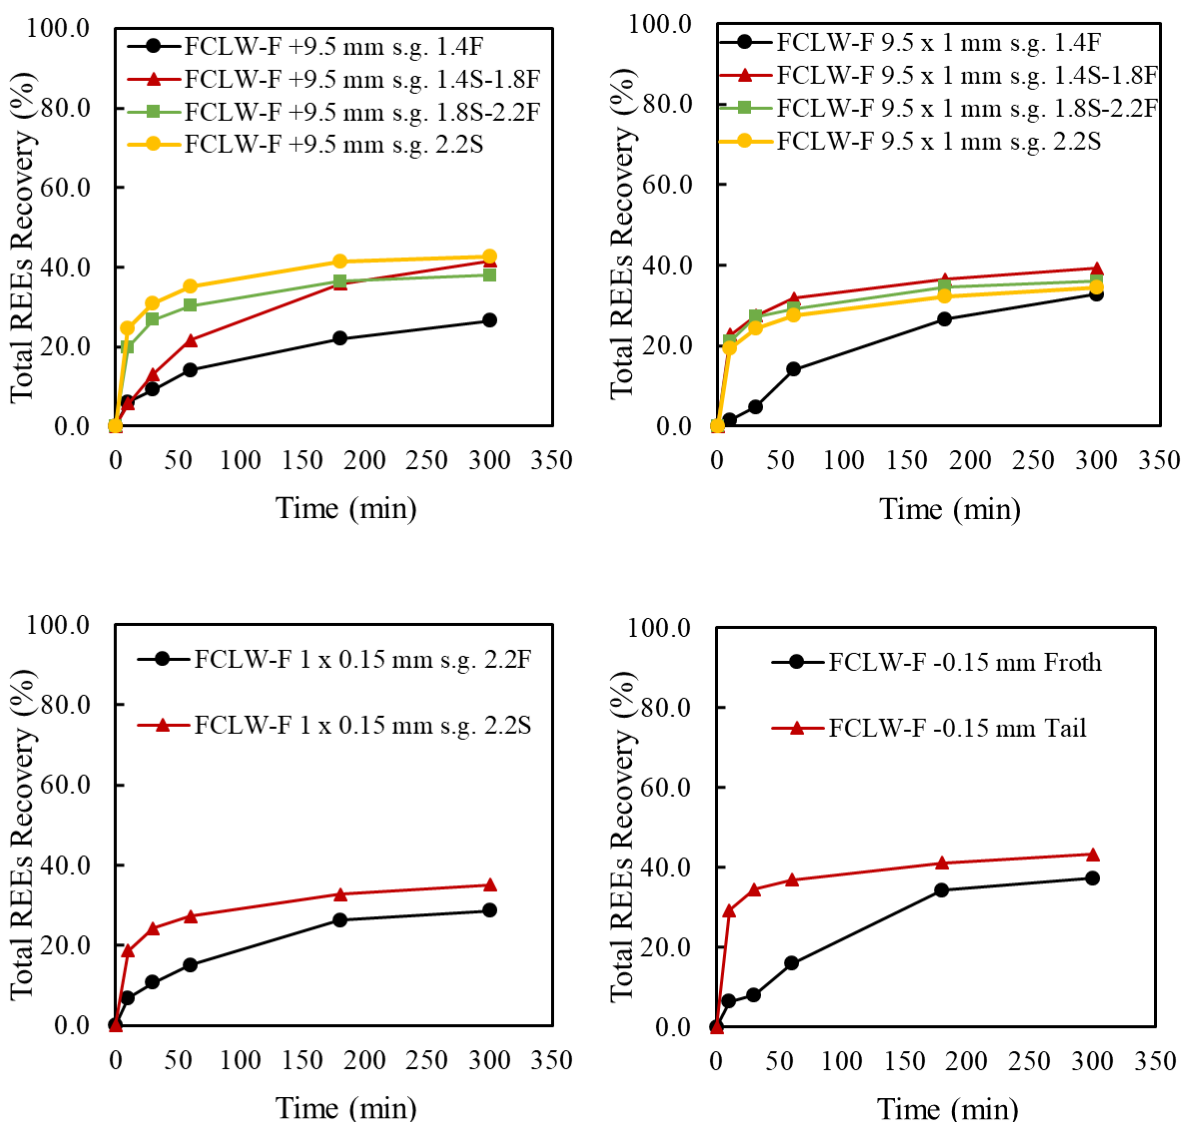 100.0
80.0
60.0
40.0
20.0
0.0
Total REEs Recovery (%)
FCLW-F +9.5 mm s.g. 1.4F
FCLW-F +9.5 mm s.g. 1.4S-1.8F
FCLW-F +9.5 mm s.g. 1.8S-2.2F
FCLW-F +9.5 mm s.g. 2.2S
0 50 100 150 200 250 300 350
Time (min)
100.0
80.0
60.0
40.0
20.0
0.0
Total REEs Recovery (%)
FCLW-F 9.5 x 1 mm s.g. 1.4F
FCLW-F 9.5 x 1 mm s.g. 1.4S-1.8F
FCLW-F 9.5 x 1 mm s.g. 1.8S-2.2F
FCLW-F 9.5 x 1 mm s.g. 2.2S
0 50 100 150 200 250 300 350
Time (min)
100.0
80.0
60.0
40.0
20.0
0.0
Total REEs Recovery (%)
FCLW-F 1 x 0.15 mm s.g. 2.2F
FCLW-F 1 x 0.15 mm s.g. 2.2S
0 50 100 150 200 250 300 350
Time (min)
100.0
80.0
60.0
40.0
20.0
0.0
Total REEs Recovery (%)
FCLW-F -0.15 mm Froth
FCLW-F -0.15 mm Tail
0 50 100 150 200 250 300 350
Time (min)